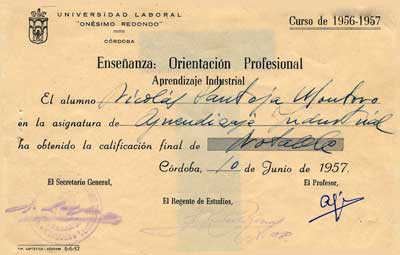 UNIVERSIDAD LABORAL
"ONÉSIMO REDONDO"
CÓRDOBA
Curso de 1956-1957
Enseñanza: Orientación Profesional
Aprendizaje Industrial
El alumno Nicolás Pantoja Montoro
en la asignatura de Aprendizaje Industrial
ha obtenido la calificación final de Notable
Córdoba, 10 de Junio de 1957.
El Secretario General,
El Regente de Estudios,
El Profesor,